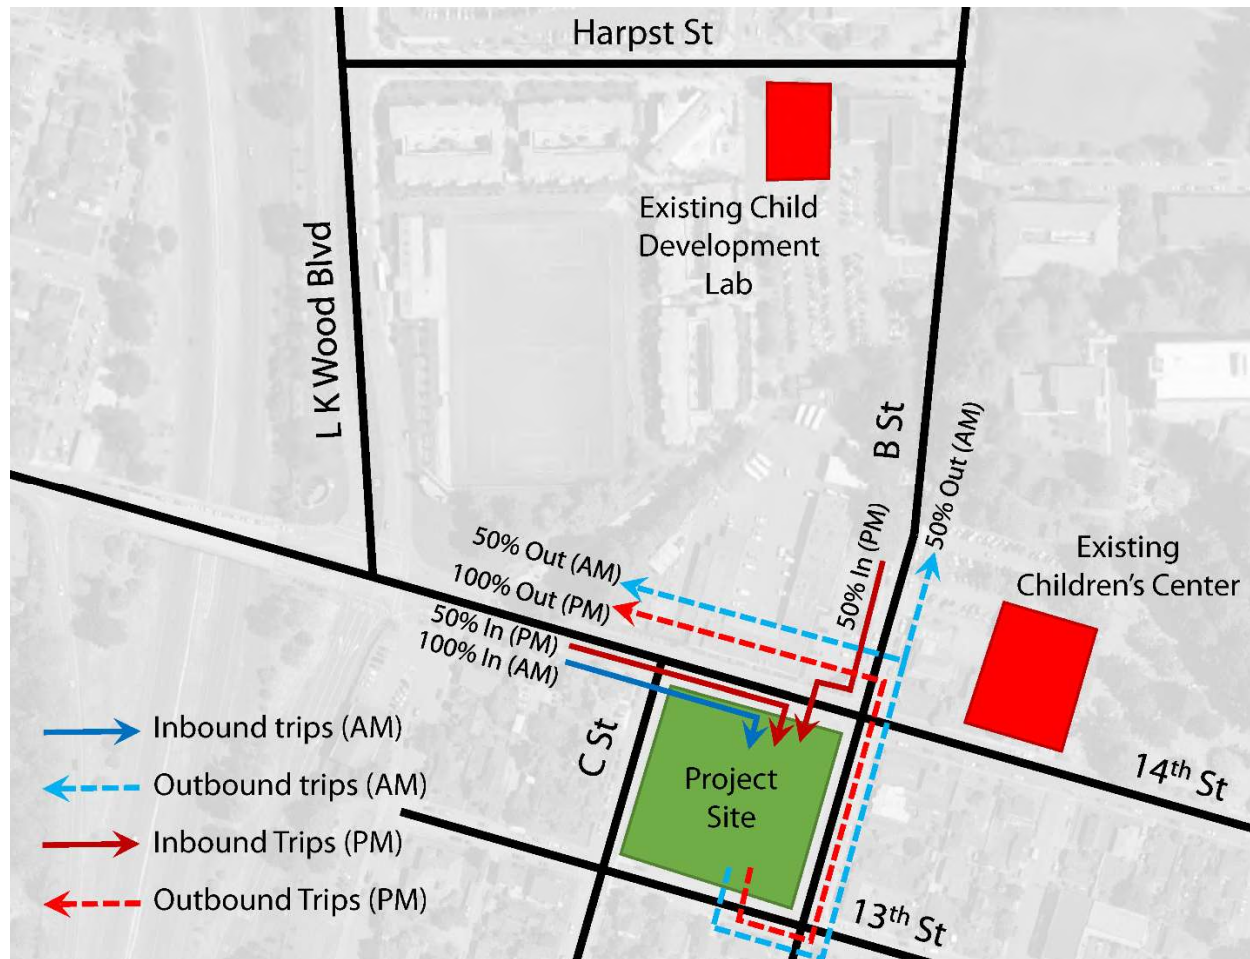 Harpst St
Existing Child
Development
Lab
L K Wood Blvd
B St
50% Out (AM)
50% In (PM)
Existing
Children's Center
50% Out (AM)
100% Out (PM)
50% In (PM)
100% In (AM)
C St
Project
Site
14th St
13th St
Inbound trips (AM)
Outbound trips (AM)
Inbound Trips (PM)
Outbound Trips (PM)